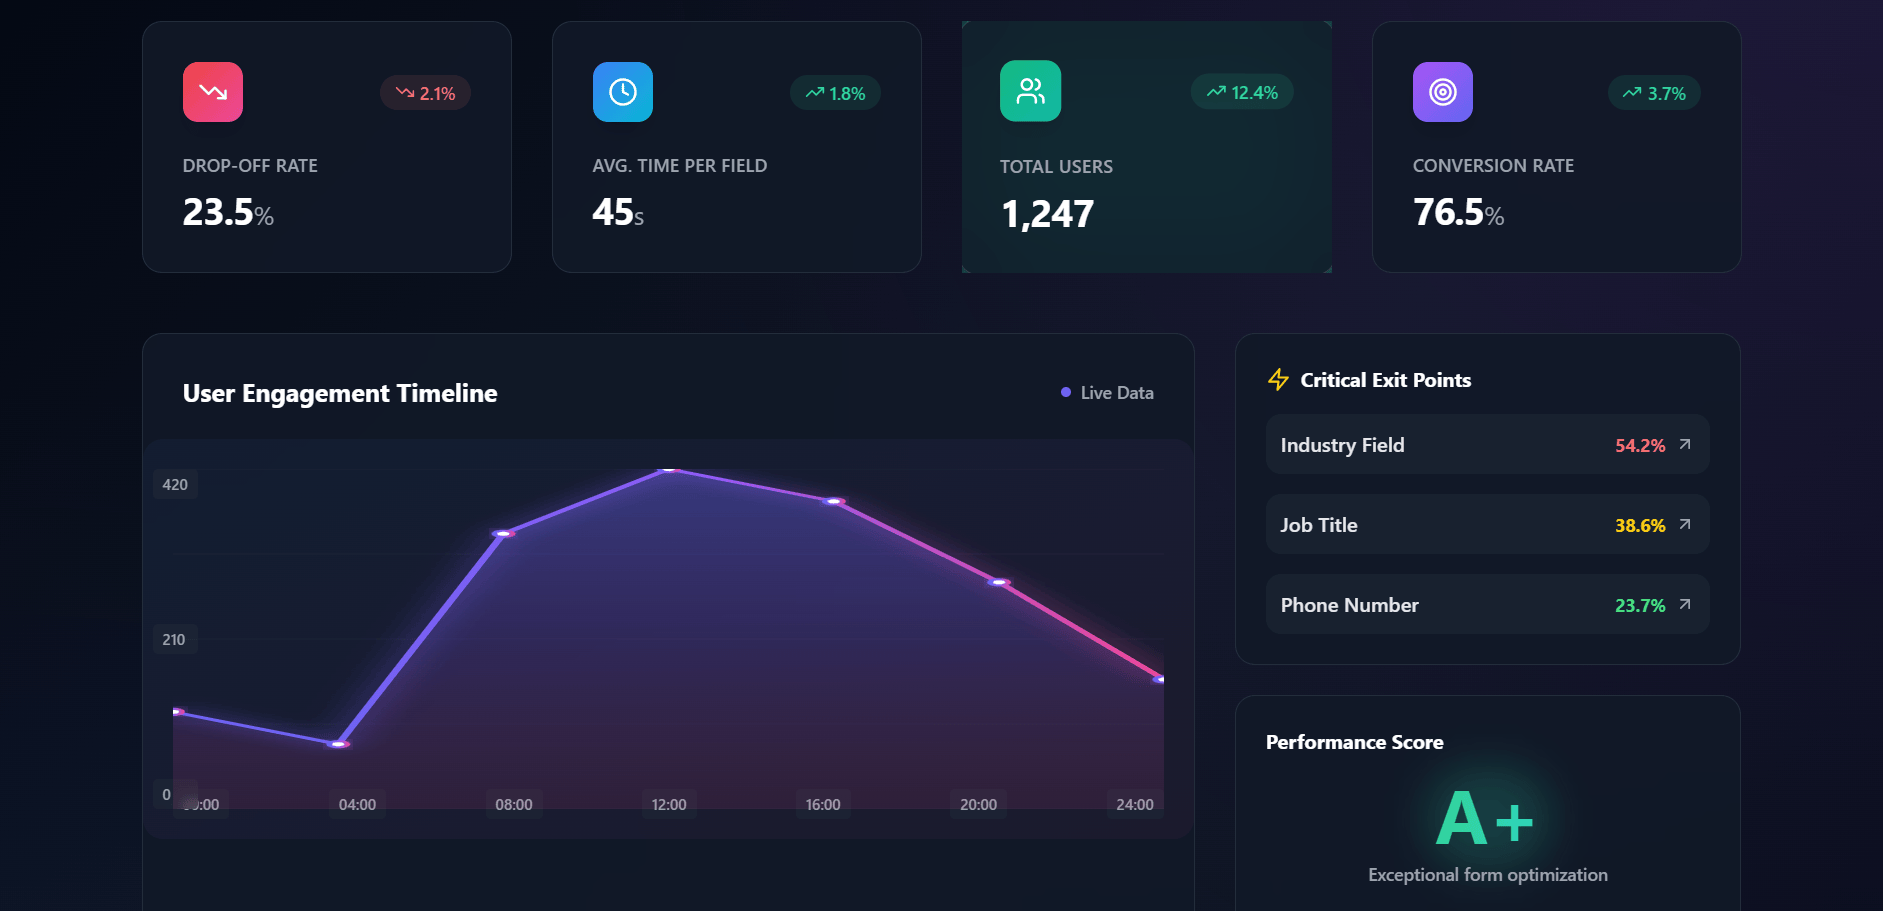 2.1%
DROP-OFF RATE
23.5%
1.8%
AVG. TIME PER FIELD
45s
12.4%
TOTAL USERS
1,247
3.7%
CONVERSION RATE
76.5%
User Engagement Timeline
Live Data
420
210
0
:00 04:00 08:00 12:00 16:00 20:00 24:00
Critical Exit Points
Industry Field 54.2%
Job Title 38.6%
Phone Number 23.7%
Performance Score
A+
Exceptional form optimization